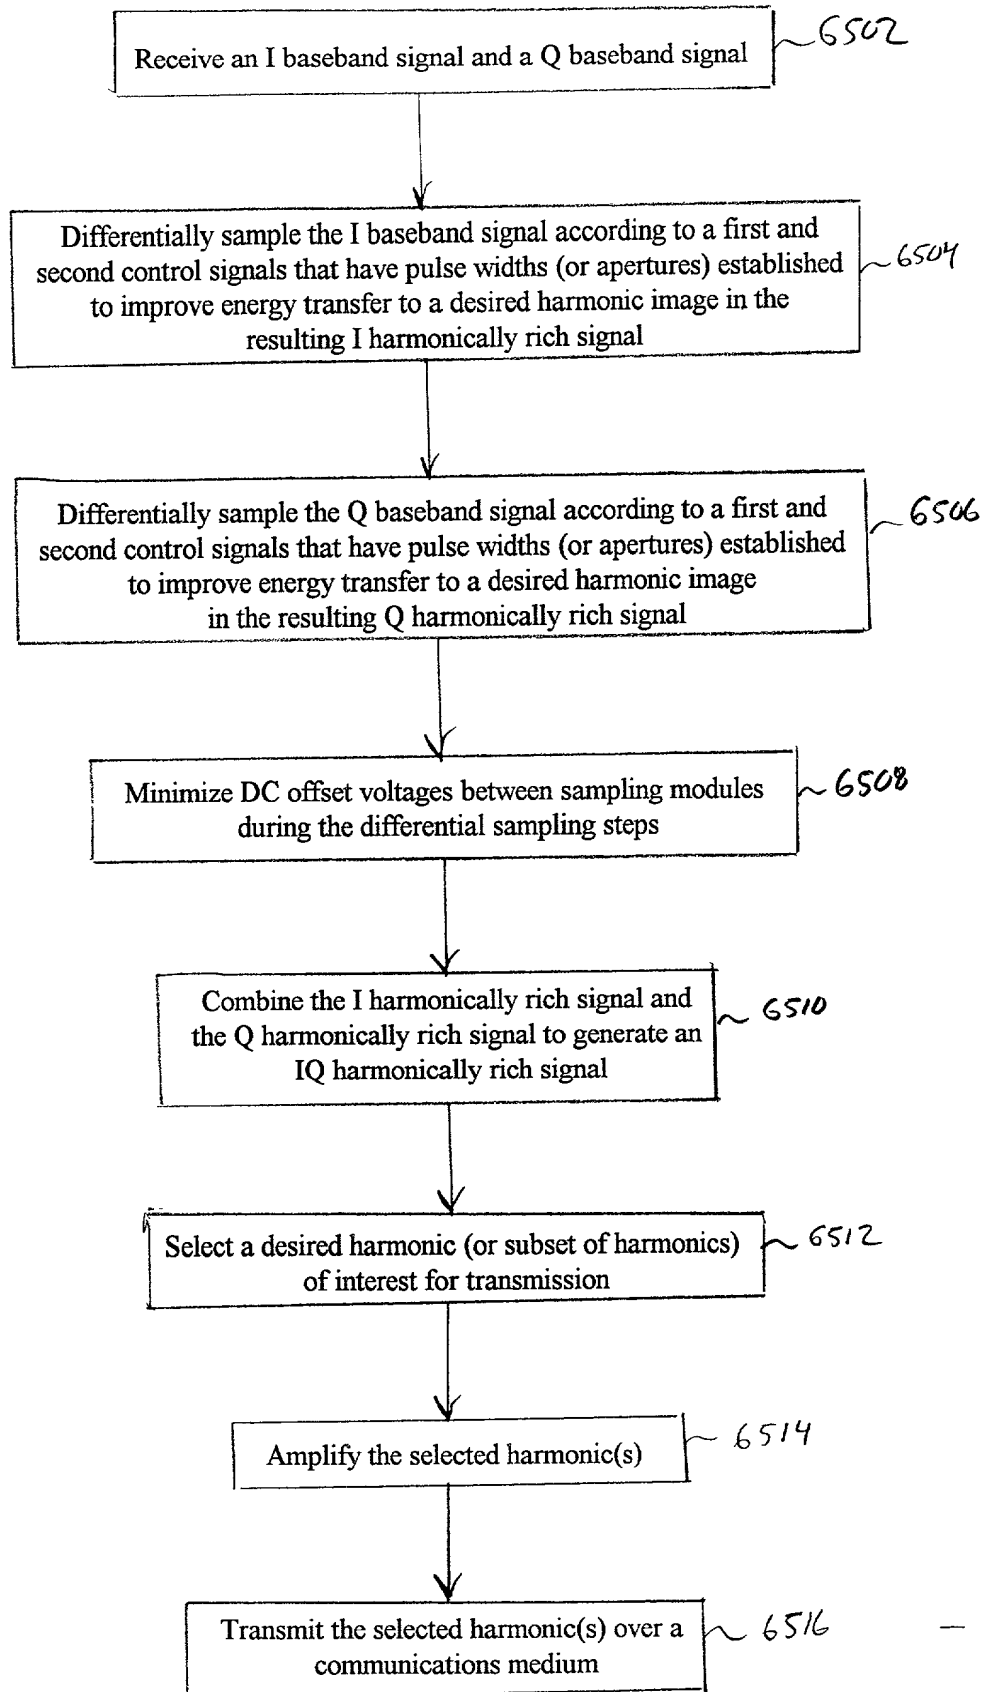 Receive an I baseband signal and a Q baseband signal
6502
Differentially sample the I baseband signal according to a first and
second control signals that have pulse widths (or apertures) established
to improve energy transfer to a desired harmonic image in the
resulting I harmonically rich signal
6504
Differentially sample the Q baseband signal according to a first and
second control signals that have pulse widths (or apertures) established
to improve energy transfer to a desired harmonic image
in the resulting Q harmonically rich signal
6506
Minimize DC offset voltages between sampling modules
during the differential sampling steps
6508
Combine the I harmonically rich signal and
the Q harmonically rich signal to generate an
IQ harmonically rich signal
6510
Select a desired harmonic (or subset of harmonics)
of interest for transmission
6512
Amplify the selected harmonic(s)
6514
Transmit the selected harmonic(s) over a
communications medium
6516